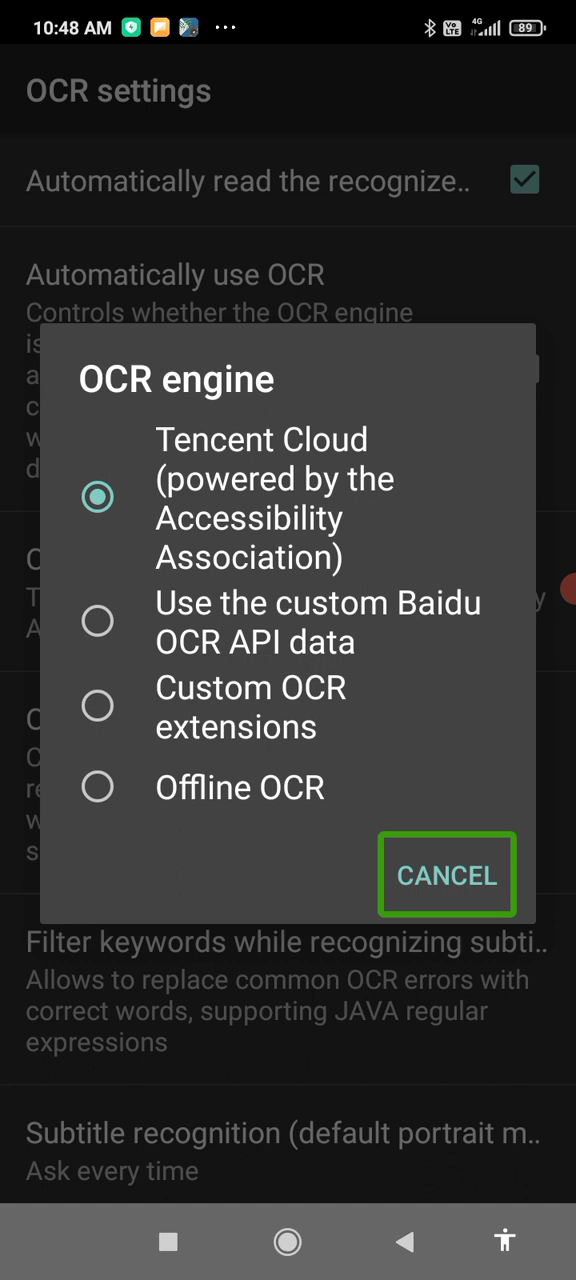 10:48 AM
Vo LTE
4G
89
OCR settings
Automatically read the recognize..
Automatically use OCR
Controls whether the OCR engine
OCR engine
Tencent Cloud
(powered by the
Accessibility
Association)
Use the custom Baidu
OCR API data
Custom OCR
extensions
Offline OCR
CANCEL
Filter keywords while recognizing subti..
Allows to replace common OCR errors with
correct words, supporting JAVA regular
expressions
Subtitle recognition (default portrait m..
Ask every time